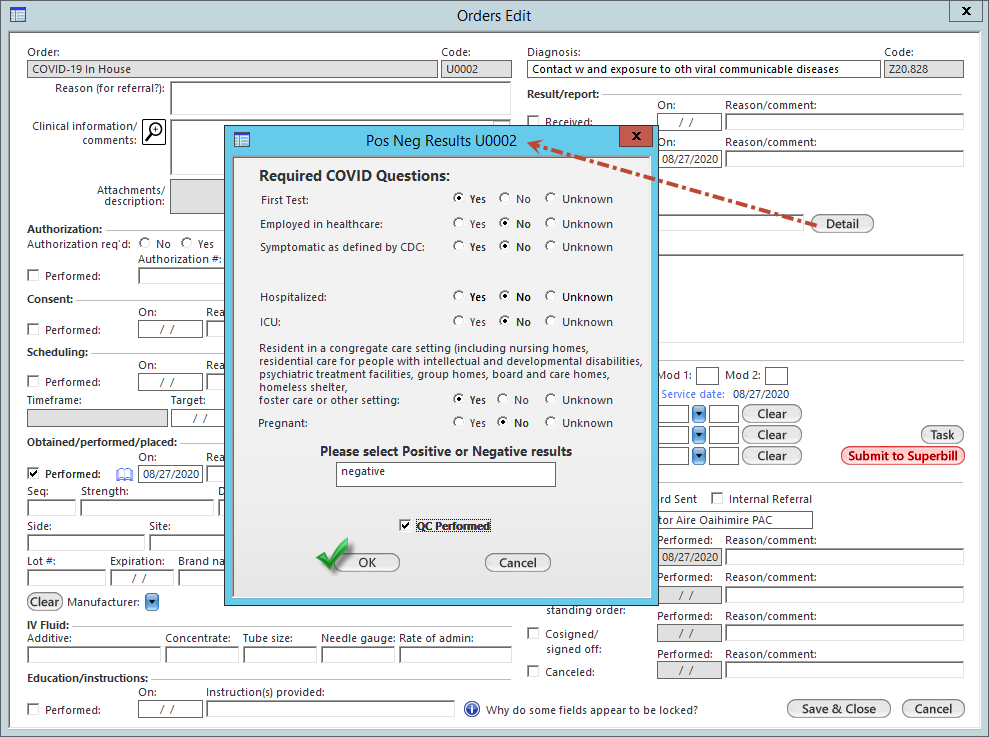 Orders Edit
X
Order:
Code:
COVID-19 In House
U0002
Reason (for referral?):
Clinical information/
comments:
Attachments/
description:
Authorization:
Authorization req'd: No Yes
Authorization #:
Performed:
Consent:
On:
Performed: / /
Scheduling:
On:
Performed: / /
Timeframe: Target:
/ /
Obtained/performed/placed:
On:
Performed: 08/27/2020
Seq: Strength:
Side: Site:
Lot #: Expiration:
/ /
Clear Manufacturer:
IV Fluid:
Additive: Concentrate: Tube size: Needle gauge: Rate of admin:
Education/instructions:
On: Instruction(s) provided:
Performed: / /
Diagnosis: Code:
Contact w and exposure to oth viral communicable diseases Z20.828
Result/report:
On: Reason/comment:
Received: / /
On: Reason/comment:
08/27/2020
Detail
Mod 1: Mod 2:
Service date: 08/27/2020
Clear
Clear
Task
Clear
Submit to Superbill
Sent Internal Referral
Aire Oaihimire PAC
Performed: Reason/comment:
08/27/2020
Performed: Reason/comment:
/ /
standing order:
Performed: Reason/comment:
Cosigned/
signed off:
/ /
Performed: Reason/comment:
Canceled: / /
Why do some fields appear to be locked?
Save & Close Cancel
Pos Neg Results U0002
X
Required COVID Questions:
First Test: Yes No Unknown
Employed in healthcare: Yes No Unknown
Symptomatic as defined by CDC: Yes No Unknown
Hospitalized: Yes No Unknown
ICU: Yes No Unknown
Resident in a congregate care setting (including nursing homes,
residential care for people with intellectual and developmental disabilities,
psychiatric treatment facilities, group homes, board and care homes,
homeless shelter,
foster care or other setting: Yes No Unknown
Pregnant: Yes No Unknown
Please select Positive or Negative results
negative
QC Performed
OK Cancel